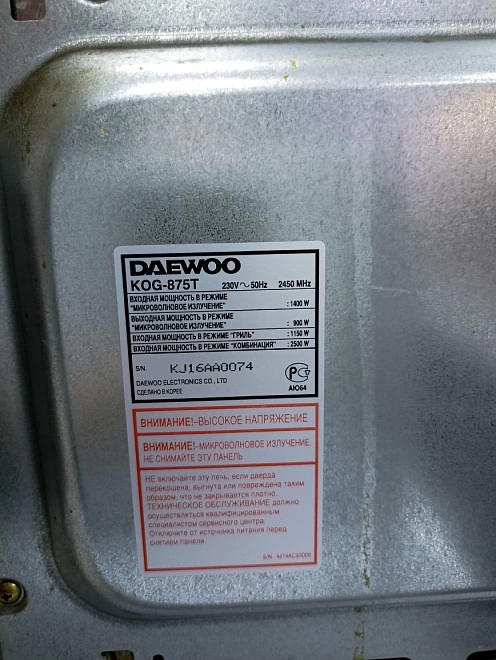 DAEWOO
KOG-875T 230V ~ 50Hz 2450 MHz
ВХОДНАЯ МОЩНОСТЬ В РЕЖИМЕ
"МИКРОВОЛНОВОЕ ИЗЛУЧЕНИЕ" : 1400 W
ВЫХОДНАЯ МОЩНОСТЬ В РЕЖИМЕ
"МИКРОВОЛНОВОЕ ИЗЛУЧЕНИЕ" : 900 W
ВХОДНАЯ МОЩНОСТЬ В РЕЖИМЕ "ГРИЛЬ" : 1150 W
ВХОДНАЯ МОЩНОСТЬ В РЕЖИМЕ "КОМБИНАЦИЯ" : 2500 W
S/N. KJ16AA0074
DAEWOO ELECTRONICS CO., LTD
СДЕЛАНО В КОРЕЕ
АЮ64
ВНИМАНИЕ!-ВЫСОКОЕ НАПРЯЖЕНИЕ
ВНИМАНИЕ!-МИКРОВОЛНОВОЕ ИЗЛУЧЕНИЕ.
НЕ СНИМАЙТЕ ЭТУ ПАНЕЛЬ
НЕ включайте эту печь, если дверда
перекошена, выгнута или повреждена таким
образом, что не закрывается плотно.
ТЕХНИЧЕСКОЕ ОБСЛУЖИВАНИЕ должно
осуществляться квалифицированным
специалистом сервисного центра.
Отключите от источника питания перед
снятием панели.
S/N :